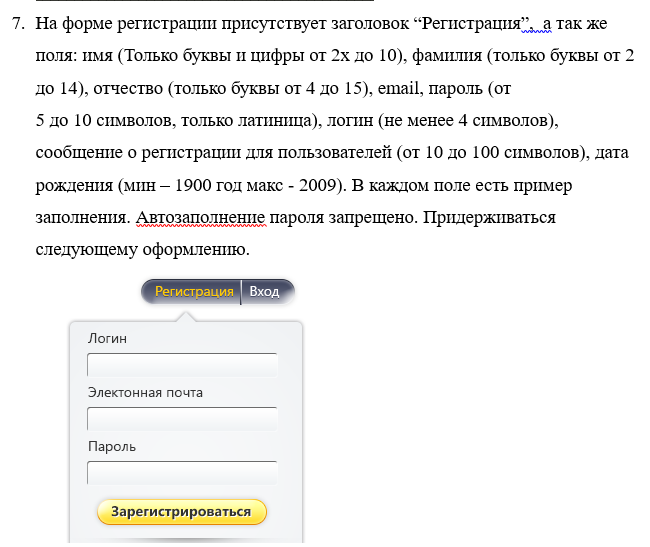 7. На форме регистрации присутствует заголовок “Регистрация”, а так же
поля: имя (Только буквы и цифры от 2х до 10), фамилия (только буквы от 2
до 14), отчество (только буквы от 4 до 15), email, пароль (от
5 до 10 символов, только латиница), логин (не менее 4 символов),
сообщение о регистрации для пользователей (от 10 до 100 символов), дата
рождения (мин – 1900 год макс - 2009). В каждом поле есть пример
заполнения. Автозаполнение пароля запрещено. Придерживаться
следующему оформлению.
Регистрация Вход
Логин
Электонная почта
Пароль
Зарегистрироваться